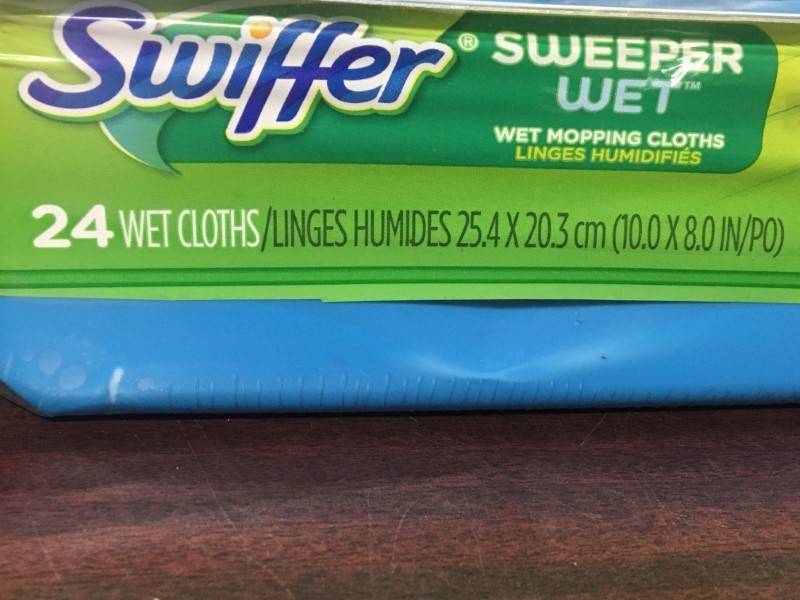 Swiffer® SWEEPER
WET™
WET MOPPING CLOTHS
LINGES HUMIDIFIÉS
24 WET CLOTHS/LINGES HUMIDES 25.4 X 20.3 cm (10.0 X 8.0 IN/PO)